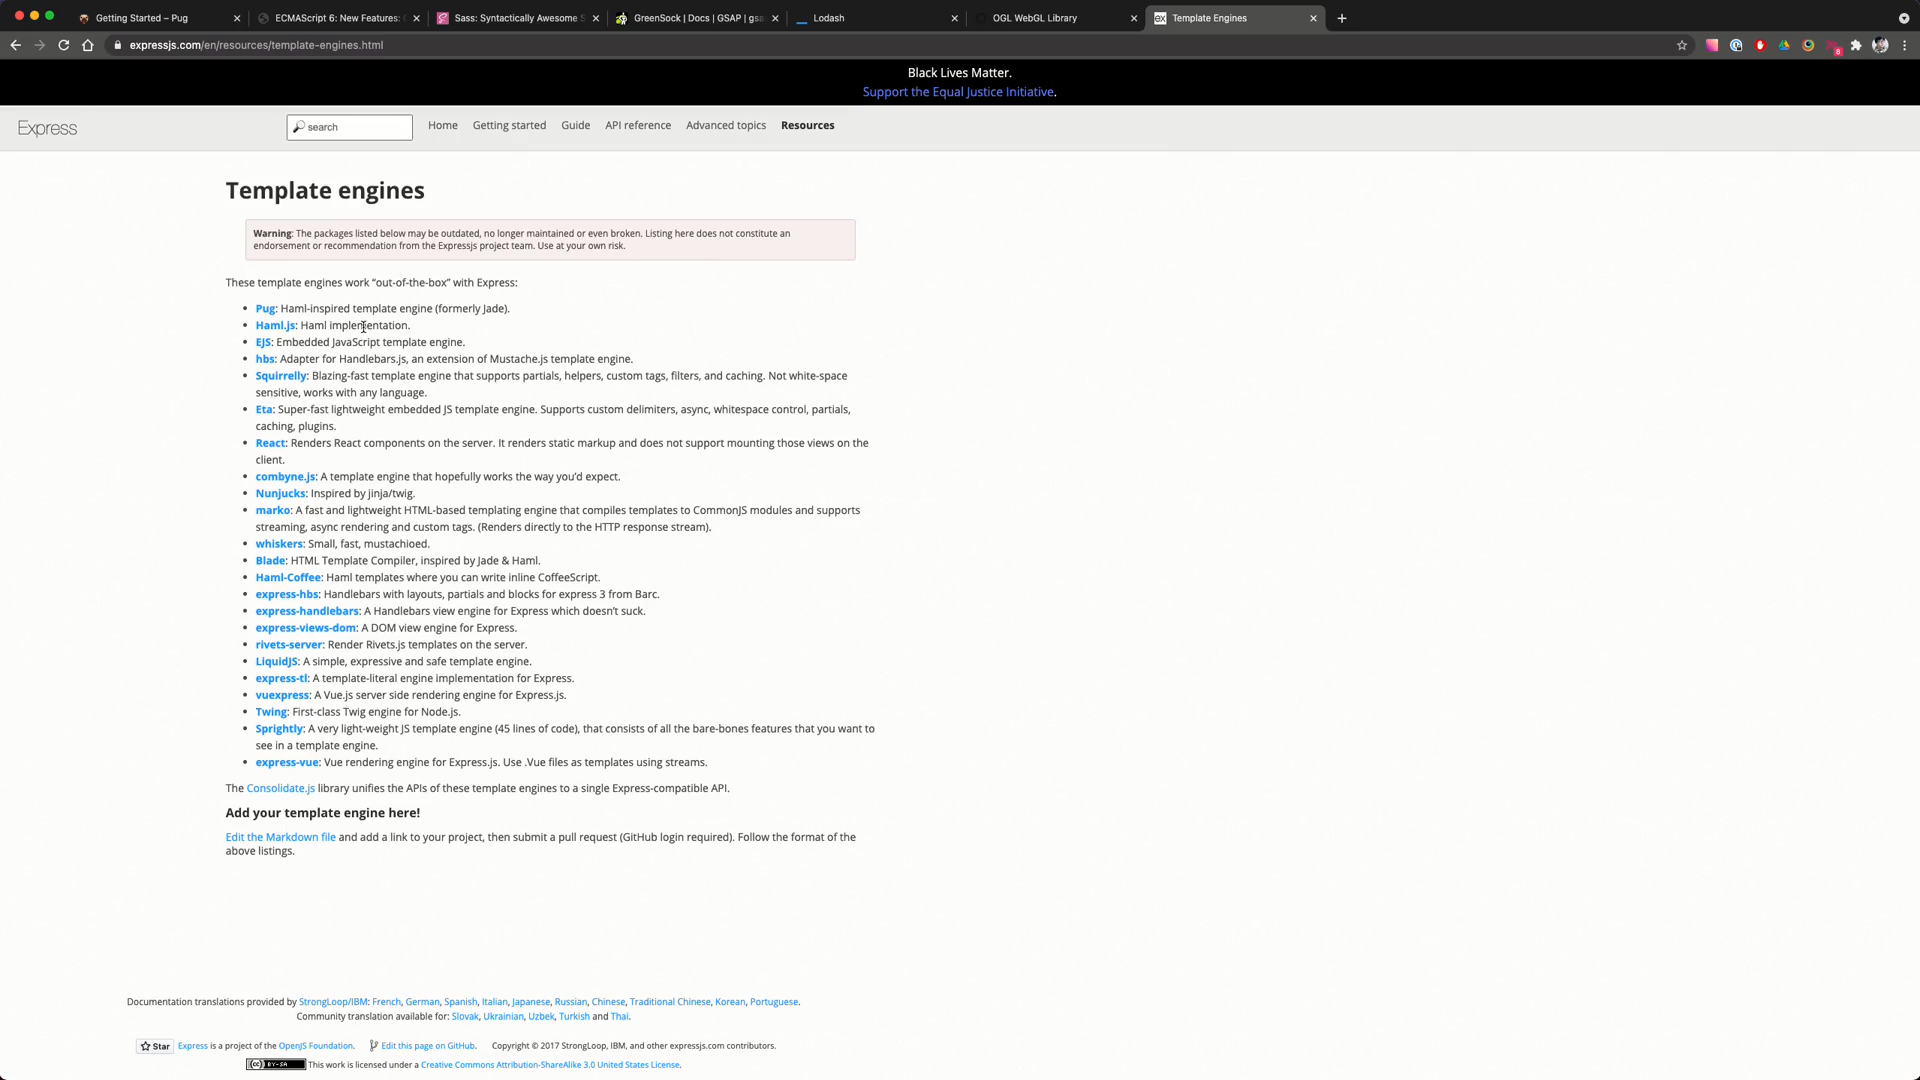 Getting Started – Pug
ECMAScript 6: New Features: 
Sass: Syntactically Awesome S
GreenSock | Docs | GSAP | gsa
Lodash
OGL WebGL Library
ex Template Engines
expressjs.com/en/resources/template-engines.html
8
Black Lives Matter.
Support the Equal Justice Initiative.
Express
search
Home
Getting started
Guide
API reference
Advanced topics
Resources
Template engines
Warning: The packages listed below may be outdated, no longer maintained or even broken. Listing here does not constitute an
endorsement or recommendation from the Expressjs project team. Use at your own risk.
These template engines work “out-of-the-box” with Express:
• Pug: Haml-inspired template engine (formerly Jade).
• Haml.js: Haml implementation.
• EJS: Embedded JavaScript template engine.
• hbs: Adapter for Handlebars.js, an extension of Mustache.js template engine.
• Squirrelly: Blazing-fast template engine that supports partials, helpers, custom tags, filters, and caching. Not white-space
sensitive, works with any language.
• Eta: Super-fast lightweight embedded JS template engine. Supports custom delimiters, async, whitespace control, partials,
caching, plugins.
• React: Renders React components on the server. It renders static markup and does not support mounting those views on the
client.
• combyne.js: A template engine that hopefully works the way you’d expect.
• Nunjucks: Inspired by jinja/twig.
• marko: A fast and lightweight HTML-based templating engine that compiles templates to CommonJS modules and supports
streaming, async rendering and custom tags. (Renders directly to the HTTP response stream).
• whiskers: Small, fast, mustachioed.
• Blade: HTML Template Compiler, inspired by Jade & Haml.
• Haml-Coffee: Haml templates where you can write inline CoffeeScript.
• express-hbs: Handlebars with layouts, partials and blocks for express 3 from Barc.
• express-handlebars: A Handlebars view engine for Express which doesn’t suck.
• express-views-dom: A DOM view engine for Express.
• rivets-server: Render Rivets.js templates on the server.
• LiquidJS: A simple, expressive and safe template engine.
• express-tl: A template-literal engine implementation for Express.
• vuexpress: A Vue.js server side rendering engine for Express.js.
• Twing: First-class Twig engine for Node.js.
• Sprightly: A very light-weight JS template engine (45 lines of code), that consists of all the bare-bones features that you want to
see in a template engine.
• express-vue: Vue rendering engine for Express.js. Use .Vue files as templates using streams.
The Consolidate.js library unifies the APIs of these template engines to a single Express-compatible API.
Add your template engine here!
Edit the Markdown file and add a link to your project, then submit a pull request (GitHub login required). Follow the format of the
above listings.
Documentation translations provided by StrongLoop/IBM: French, German, Spanish, Italian, Japanese, Russian, Chinese, Traditional Chinese, Korean, Portuguese.
Community translation available for: Slovak, Ukrainian, Uzbek, Turkish and Thai.
Star
Express is a project of the OpenJS Foundation.
Edit this page on GitHub.
Copyright © 2017 StrongLoop, IBM, and other expressjs.com contributors.
(cc) BY-SA This work is licensed under a Creative Commons Attribution-ShareAlike 3.0 United States License.